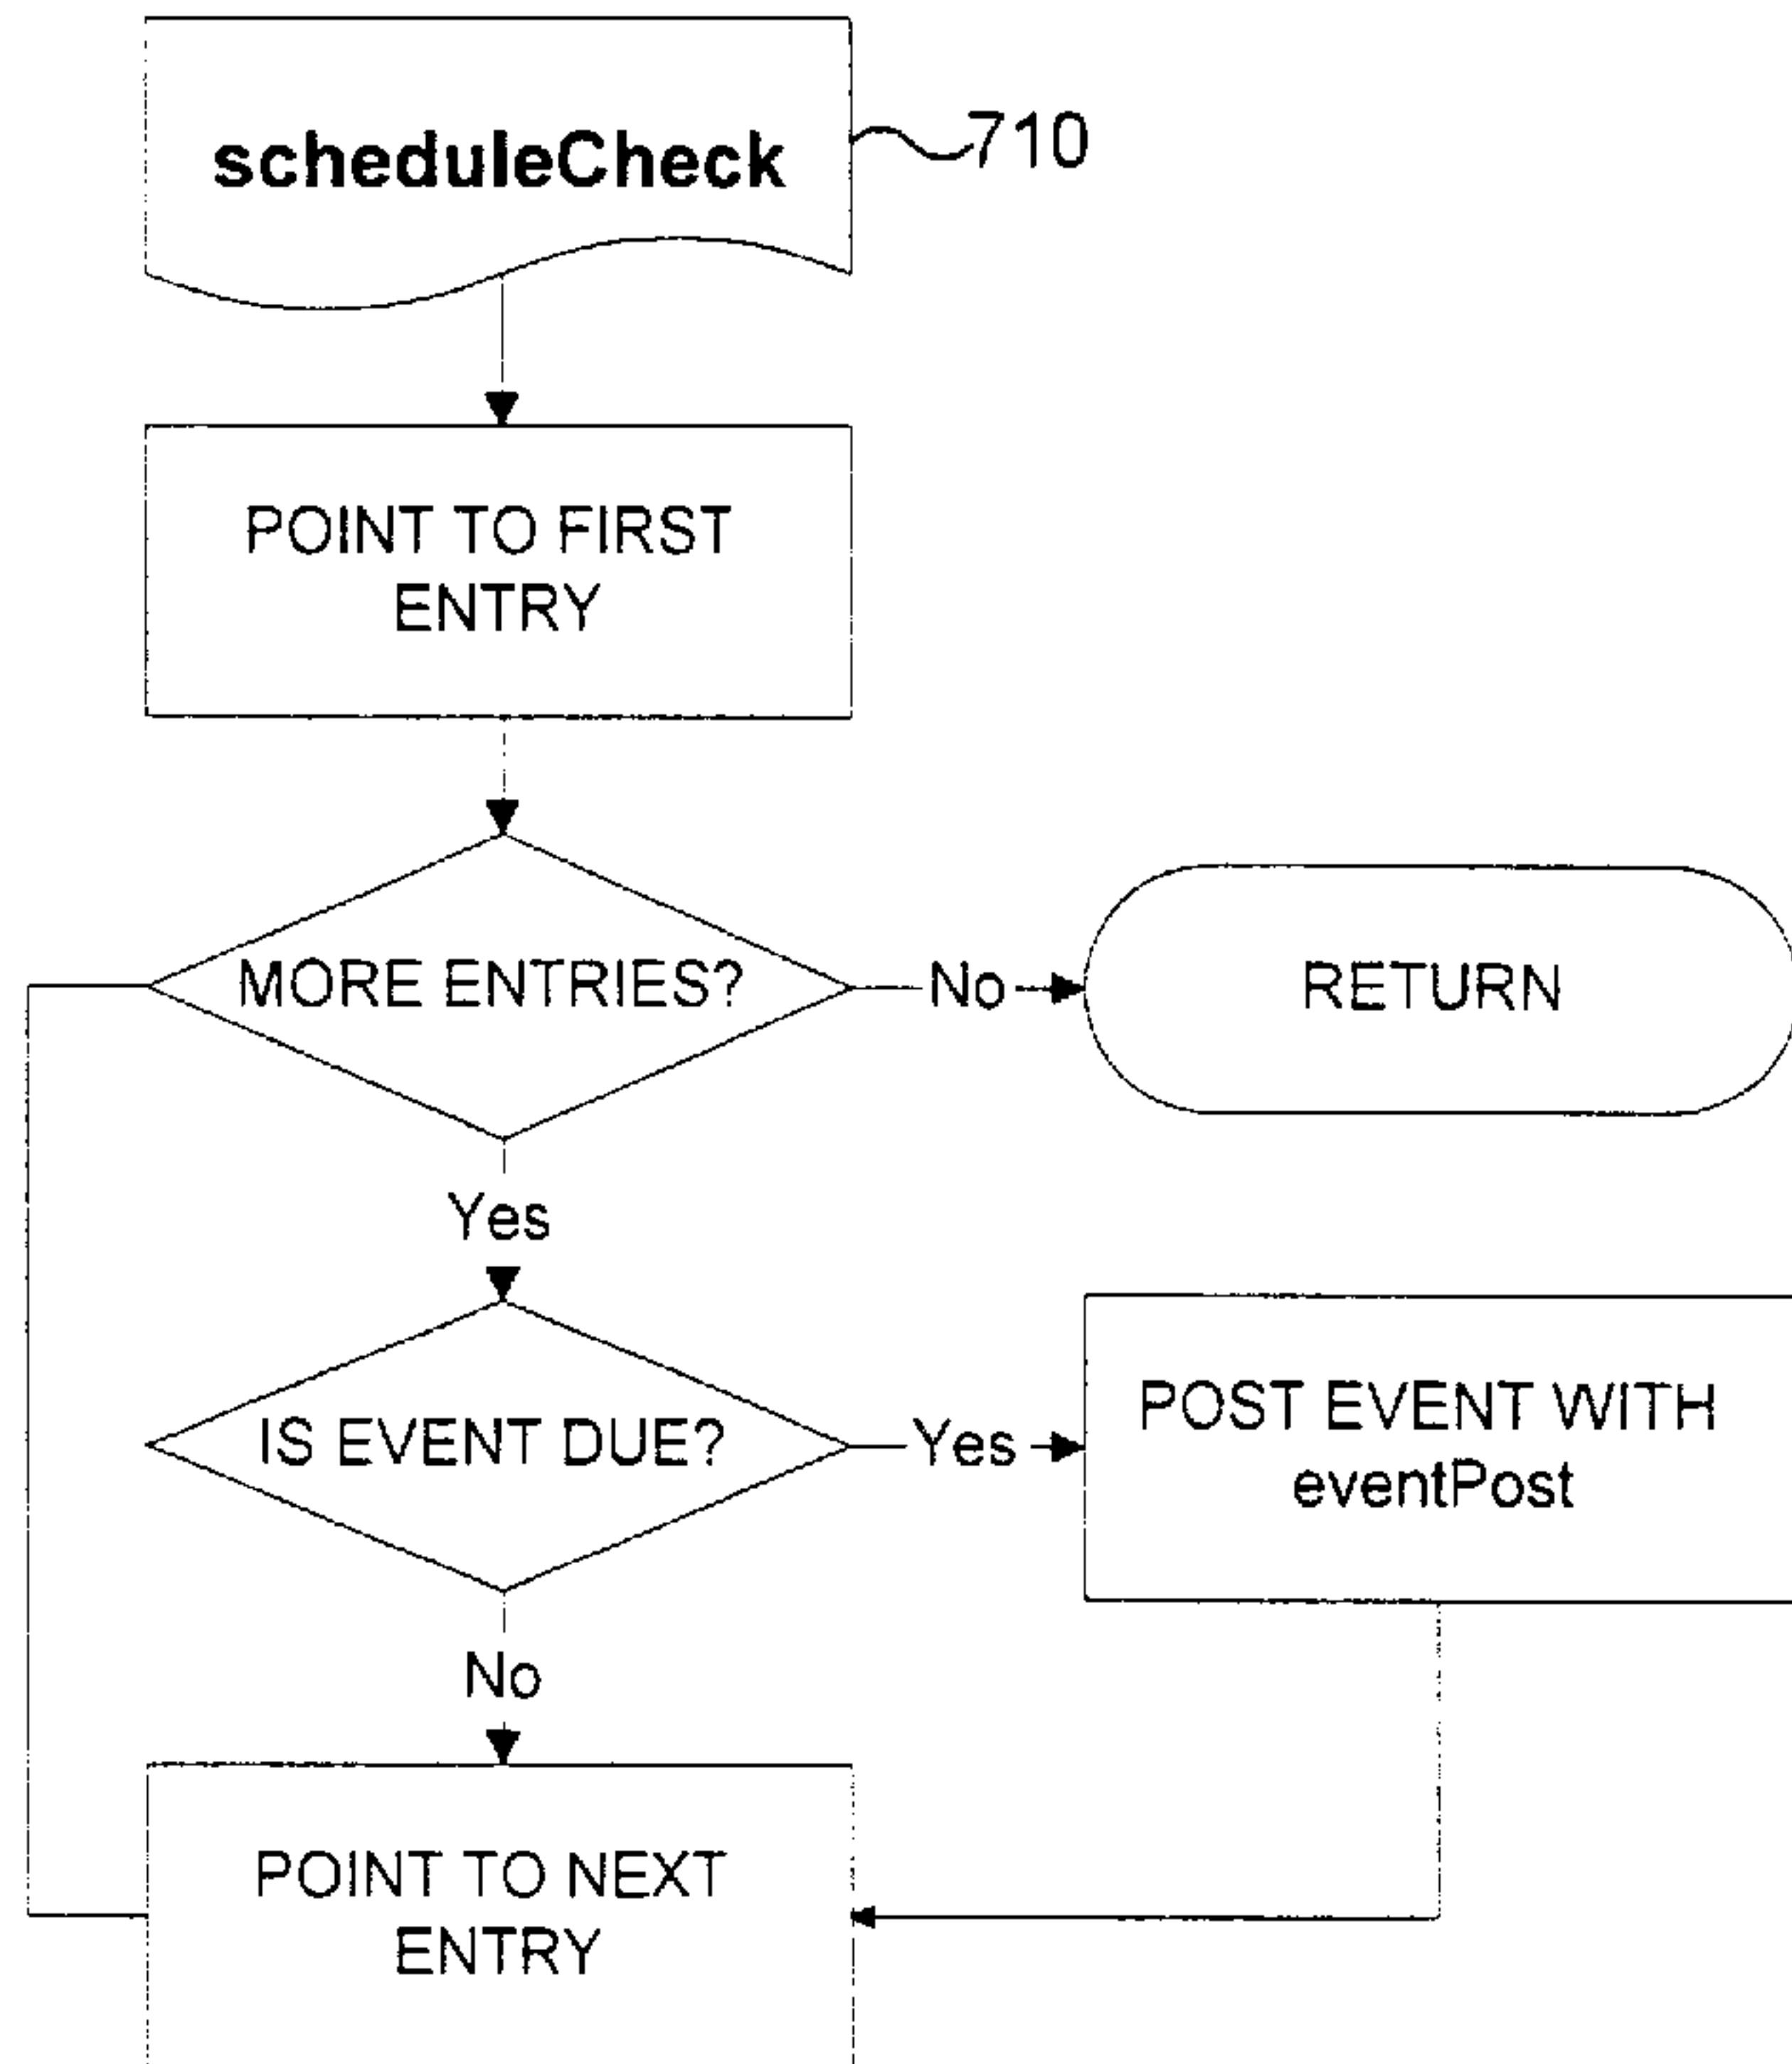 scheduleCheck
710
POINT TO FIRST
ENTRY
MORE ENTRIES?
No
RETURN
Yes
IS EVENT DUE?
Yes
POST EVENT WITH
eventPost
No
POINT TO NEXT
ENTRY